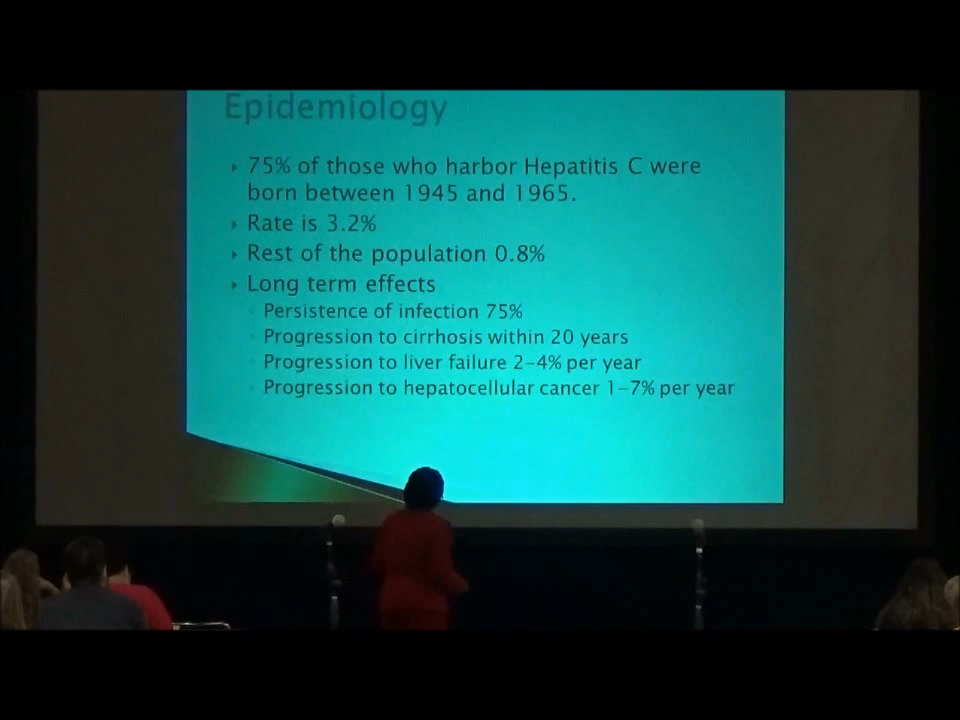 Epidemiology
75% of those who harbor Hepatitis C were
born between 1945 and 1965.
Rate is 3.2%
Rest of the population 0.8%
Long term effects
Persistence of infection 75%
Progression to cirrhosis within 20 years
Progression to liver failure 2-4% per year
Progression to hepatocellular cancer 1-7% per year